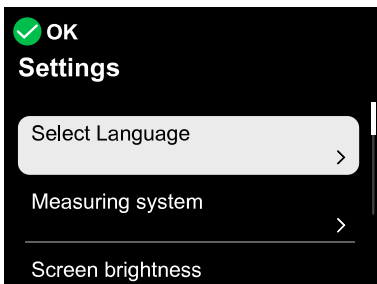 OK
Settings
Select Language
Measuring system
Screen brightness